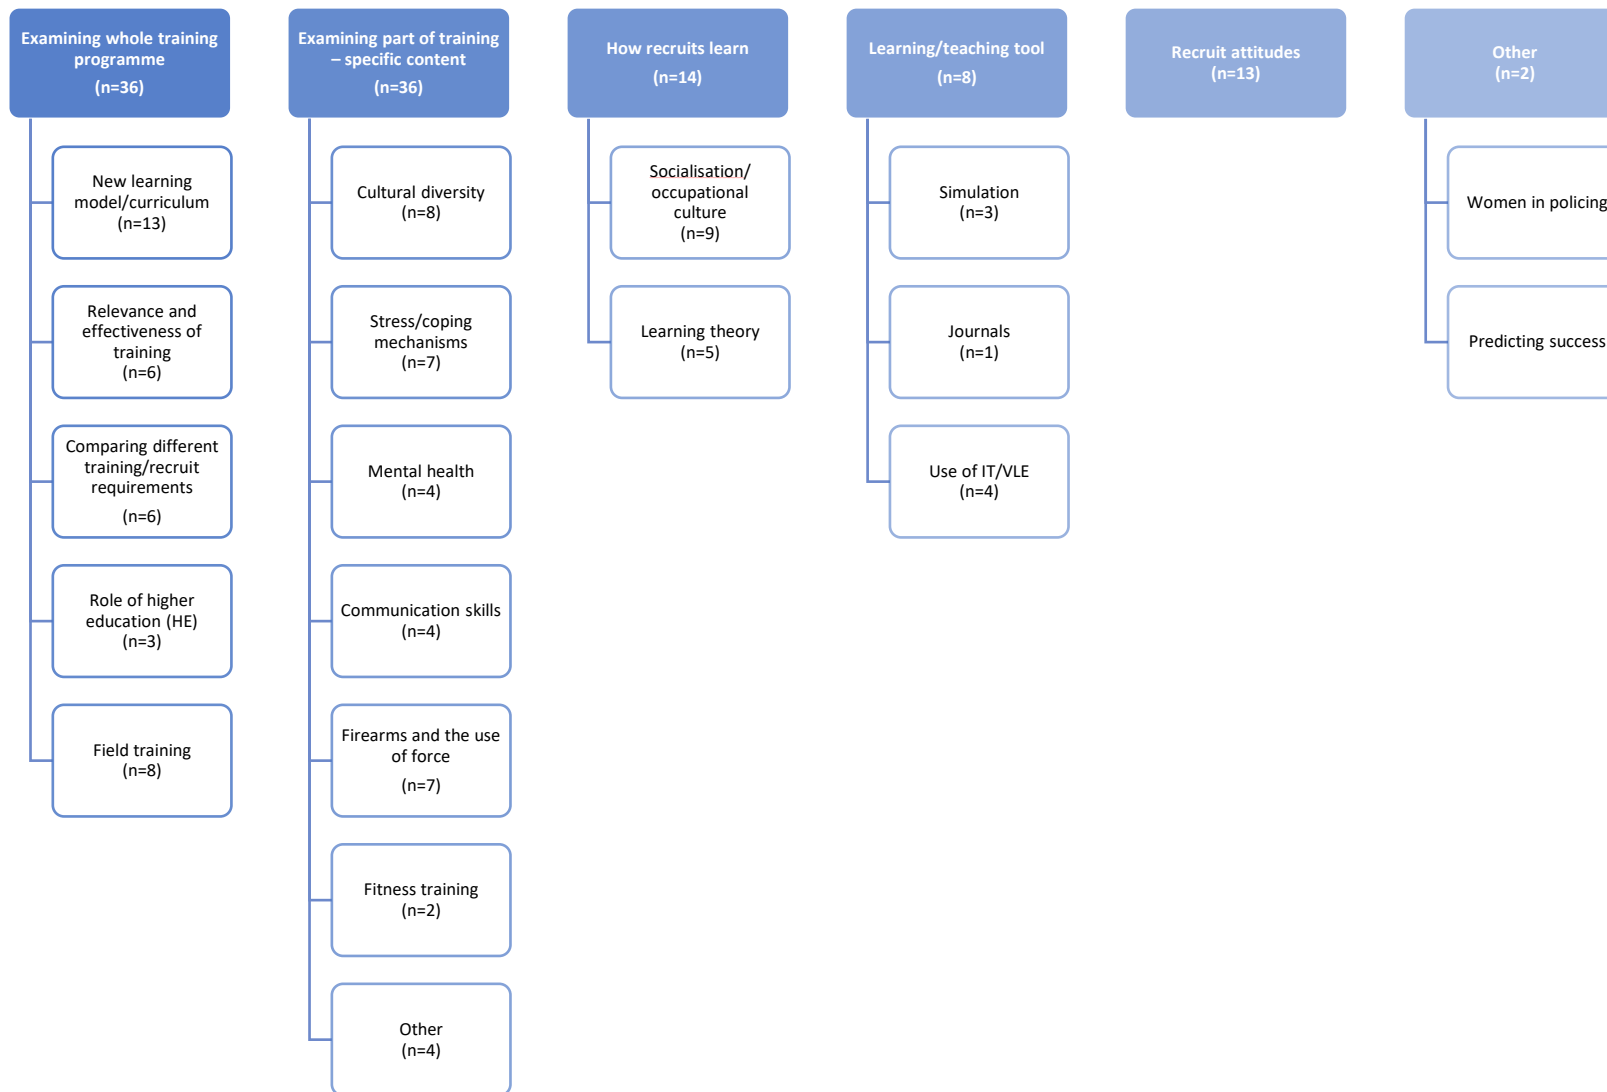 Examining whole training
programme
(n=36)
New learning
model/curriculum
(n=13)
Relevance and
effectiveness of
training
(n=6)
Comparing different
training/recruit
requirements
(n=6)
Role of higher
education (HE)
(n=3)
Field training
(n=8)
Examining part of training
– specific content
(n=36)
Cultural diversity
(n=8)
Stress/coping
mechanisms
(n=7)
Mental health
(n=4)
Communication skills
(n=4)
Firearms and the use
of force
(n=7)
Fitness training
(n=2)
Other
(n=4)
How recruits learn
(n=14)
Socialisation/
occupational
culture
(n=9)
Learning theory
(n=5)
Learning/teaching tool
(n=8)
Simulation
(n=3)
Journals
(n=1)
Use of IT/VLE
(n=4)
Recruit attitudes
(n=13)
Other
(n=2)
Women in policing
Predicting success